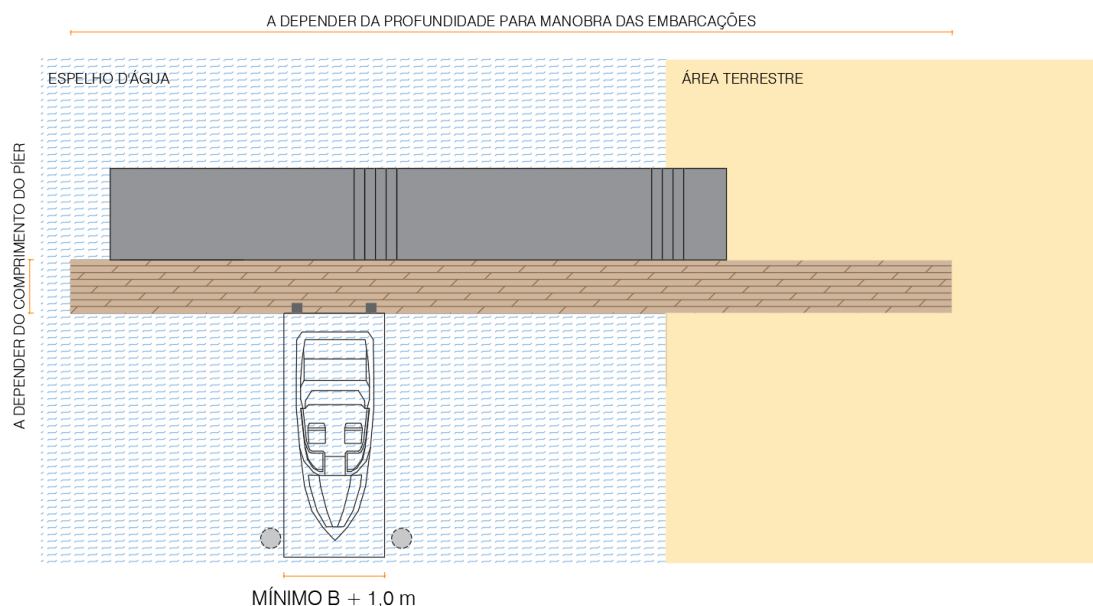 A DEPENDER DA PROFUNDIDADE PARA MANOBRA DAS EMBARCAÇÕES
ESPELHO D'ÁGUA
ÁREA TERRESTRE
A DEPENDER DO COMPRIMENTO DO PÍER
MÍNIMO B + 1,0 m